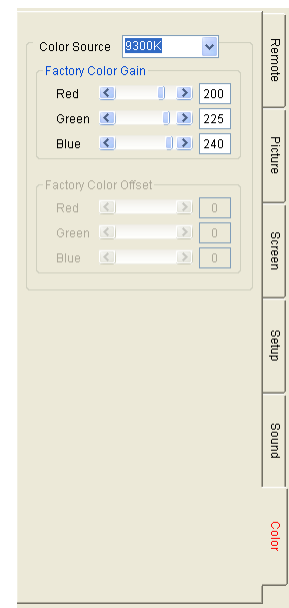 Color Source 9300K
Factory Color Gain
Red 200
Green 225
Blue 240
Factory Color Offset
Red 0
Green 0
Blue 0
Remote
Picture
Screen
Setup
Sound
Color